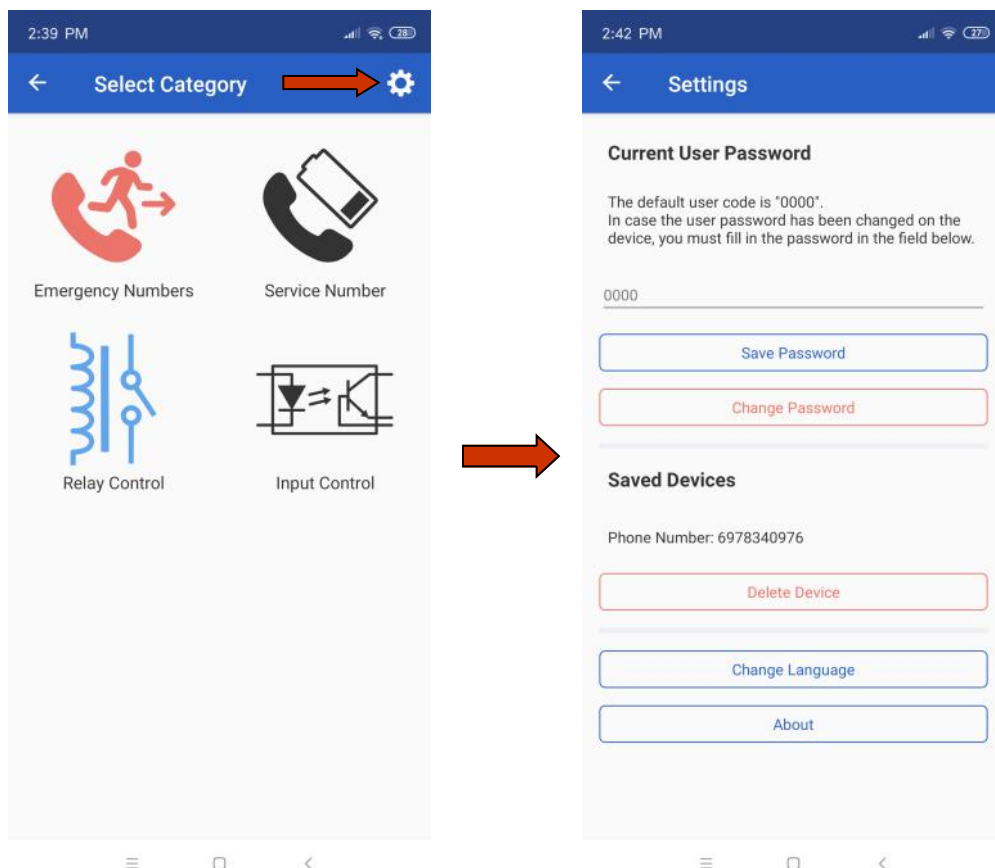 2:39 PM
28
Select Category
Emergency Numbers
Service Number
Relay Control
Input Control
2:42 PM
27
Settings
Current User Password
The default user code is "0000".
In case the user password has been changed on the
device, you must fill in the password in the field below.
0000
Save Password
Change Password
Saved Devices
Phone Number: 6978340976
Delete Device
Change Language
About